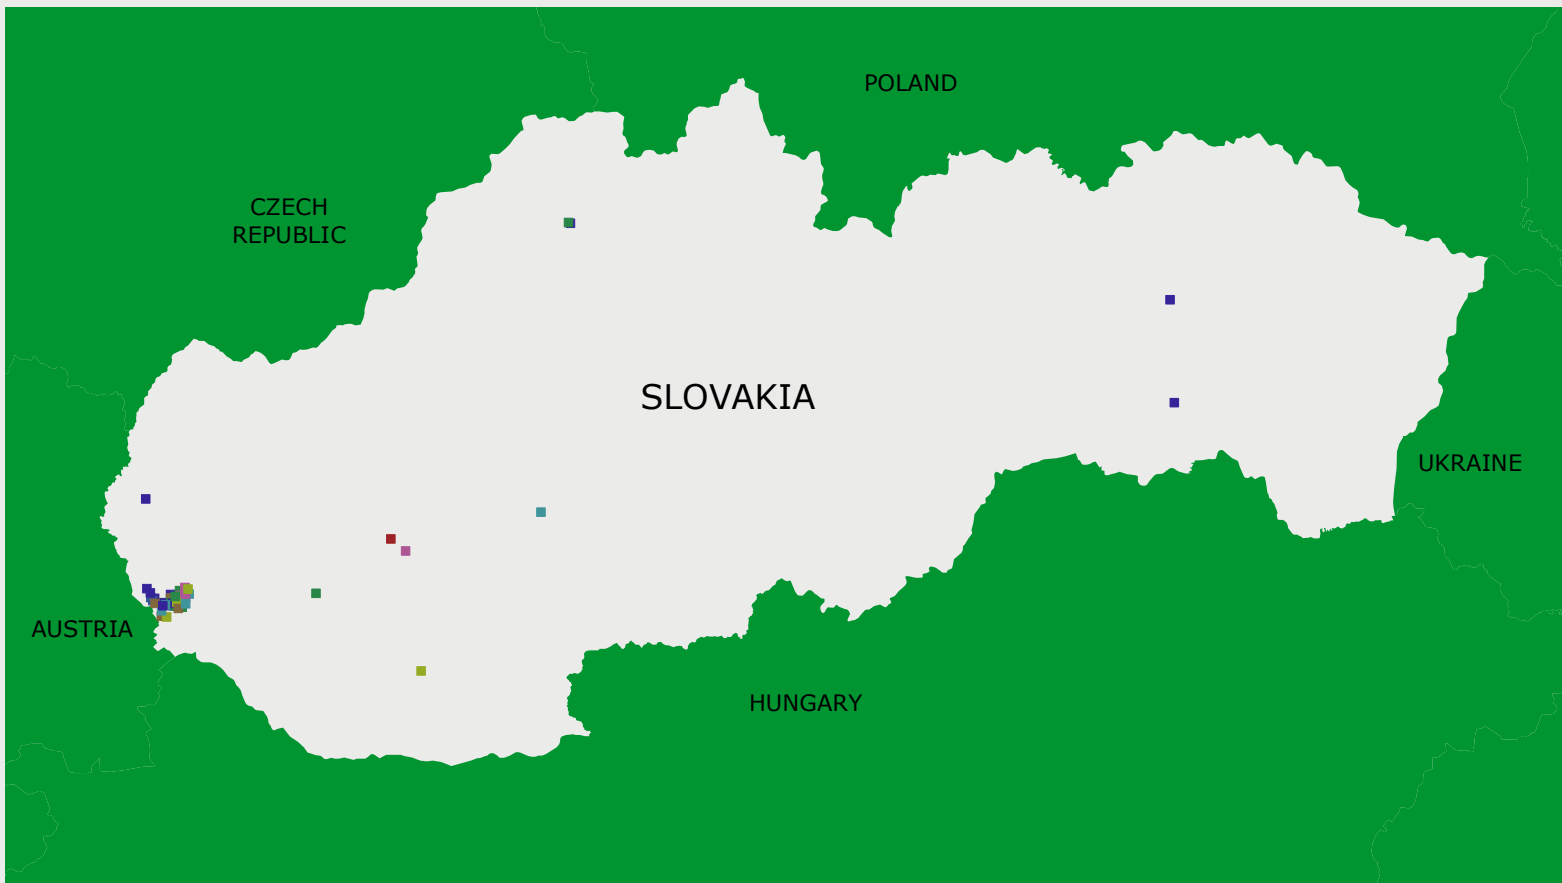 POLAND
CZECH
REPUBLIC
SLOVAKIA
UKRAINE
AUSTRIA
HUNGARY